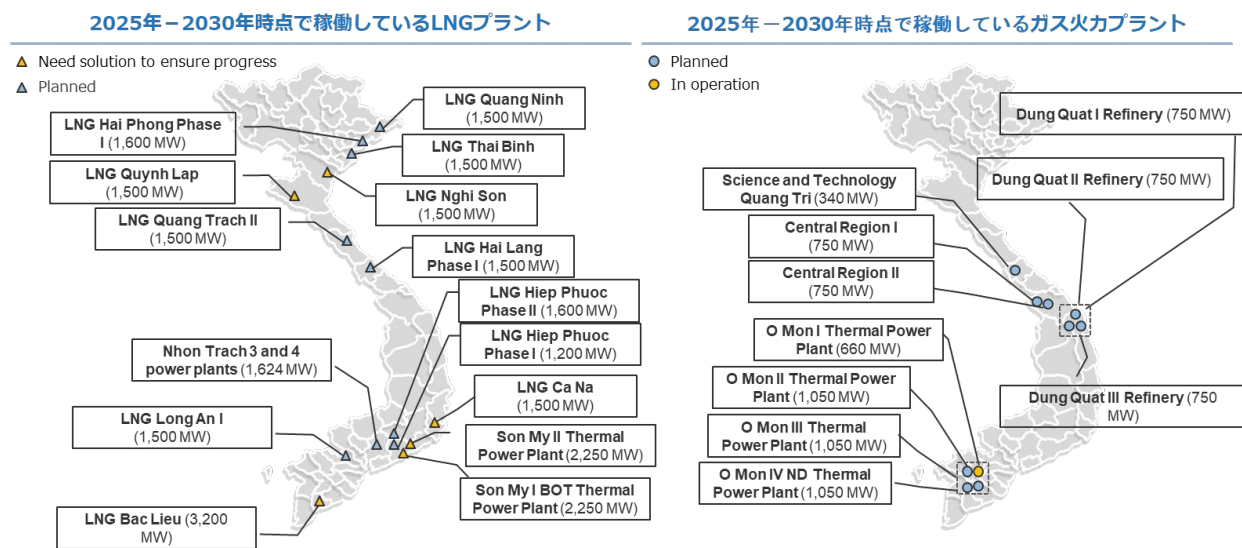 2025年－2030年時点で稼働しているLNGプラント
Need solution to ensure progress
Planned
LNG Quang Ninh
(1,500 MW)
LNG Hai Phong Phase
I (1,600 MW)
LNG Thai Binh
(1,500 MW)
LNG Quynh Lap
(1,500 MW)
LNG Nghi Son
(1,500 MW)
LNG Quang Trach II
(1,500 MW)
LNG Hai Lang
Phase I (1,500 MW)
LNG Hiep Phuoc
Phase II (1,600 MW)
LNG Hiep Phuoc
Phase I (1,200 MW)
Nhon Trach 3 and 4
power plants (1,624 MW)
LNG Ca Na
(1,500 MW)
LNG Long An I
(1,500 MW)
Son My II Thermal
Power Plant (2,250 MW)
Son My I BOT Thermal
Power Plant (2,250 MW)
LNG Bac Lieu (3,200
MW)
2025年－2030年時点で稼働しているガス火力プラント
Planned
In operation
Dung Quat I Refinery (750 MW)
Dung Quat II Refinery (750 MW)
Science and Technology
Quang Tri (340 MW)
Central Region I
(750 MW)
Central Region II
(750 MW)
O Mon I Thermal Power
Plant (660 MW)
O Mon II Thermal Power
Plant (1,050 MW)
Dung Quat III Refinery (750
MW)
O Mon III Thermal
Power Plant (1,050 MW)
O Mon IV ND Thermal
Power Plant (1,050 MW)